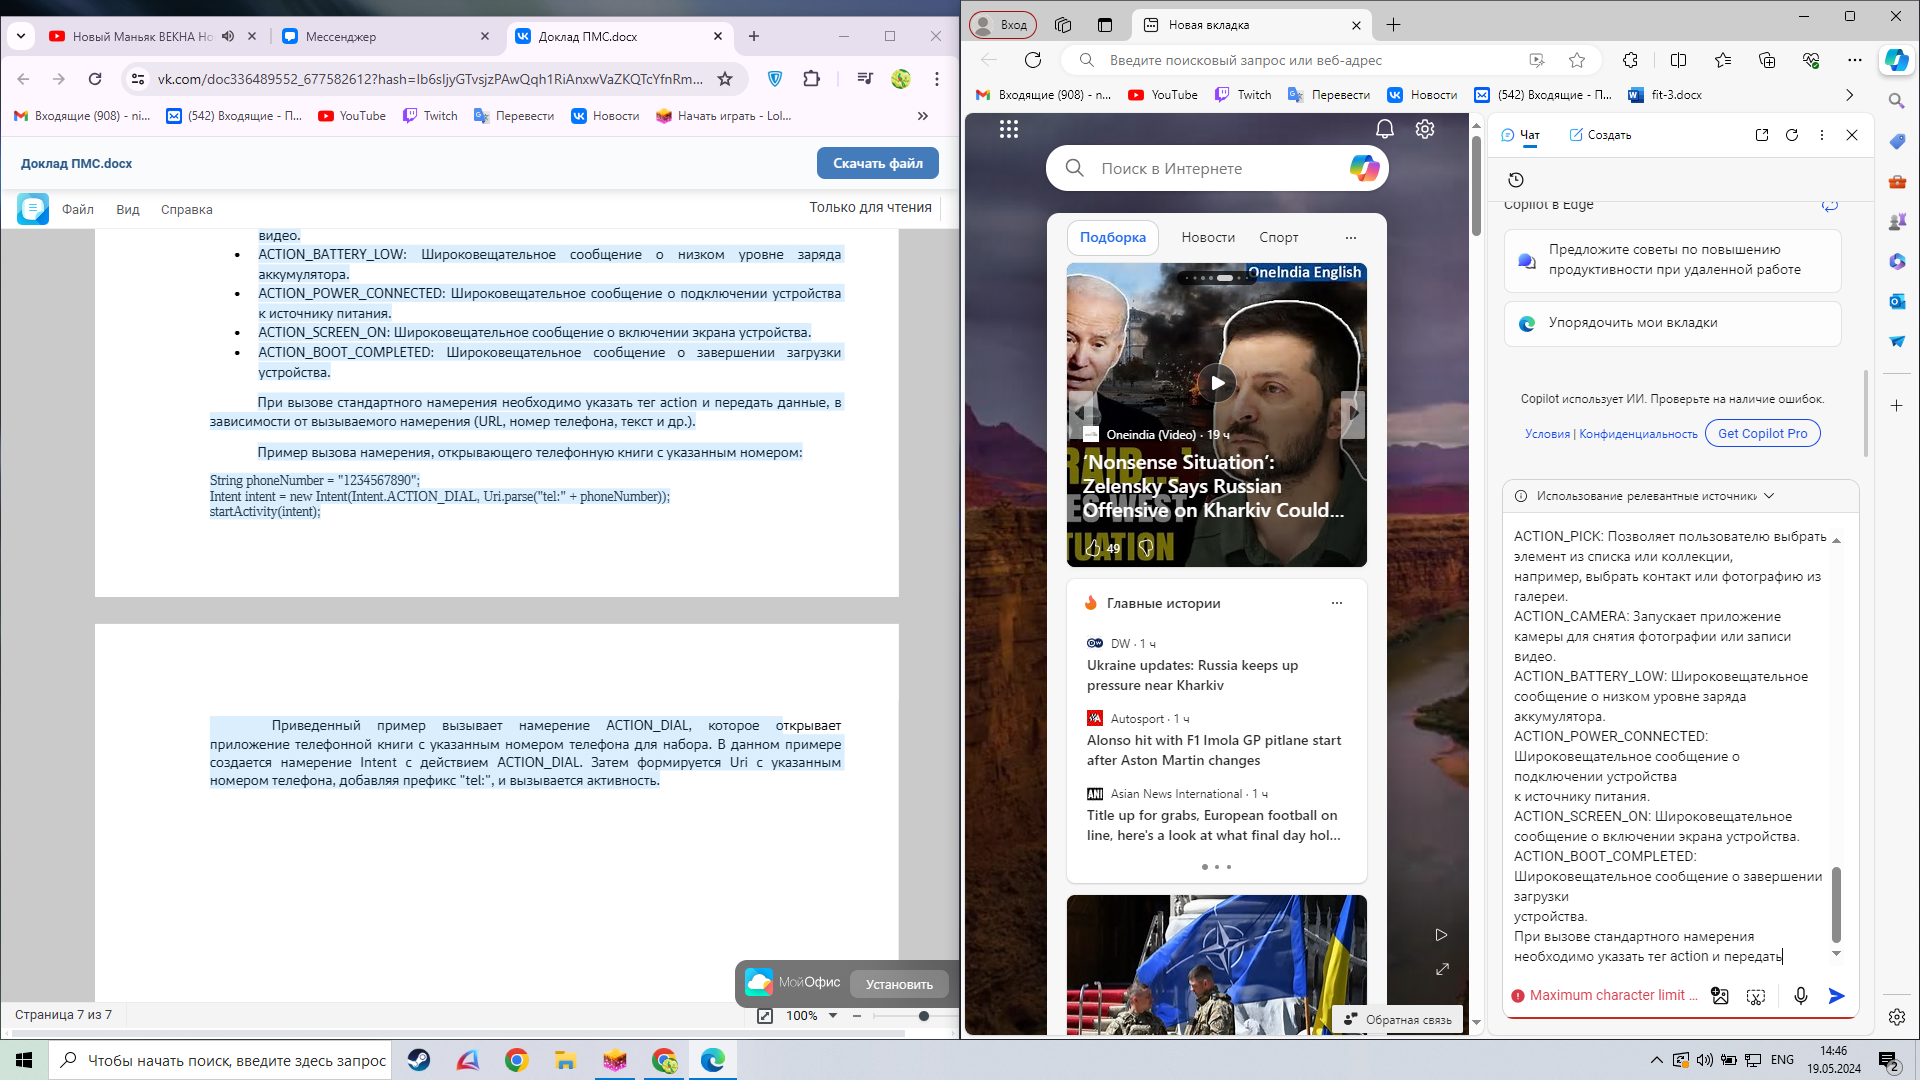 Новый Маньяк ВЕКНА Но
Мессенджер
Доклад ПМС.docx
vk.com/doc336489552_677582612?hash=Ib6sIjyGTvsjzPAwQqh1RiAnxwVaZKQTcYfnRm...
Входящие (908) - ni...
(542) Входящие - П...
YouTube
Twitch
Перевести
Новости
Начать играть - Lol...
Доклад ПМС.docx
Скачать файл
Файл
Вид
Справка
Только для чтения
видео.
• ACTION_BATTERY_LOW: Широковещательное сообщение о низком уровне заряда
аккумулятора.
• ACTION_POWER_CONNECTED: Широковещательное сообщение о подключении устройства
к источнику питания.
• ACTION_SCREEN_ON: Широковещательное сообщение о включении экрана устройства.
• ACTION_BOOT_COMPLETED: Широковещательное сообщение о завершении загрузки
устройства.
При вызове стандартного намерения необходимо указать тег action и передать данные, в
зависимости от вызываемого намерения (URL, номер телефона, текст и др.).
Пример вызова намерения, открывающего телефонную книги с указанным номером:
String phoneNumber = "1234567890";
Intent intent = new Intent(Intent.ACTION_DIAL, Uri.parse("tel:" + phoneNumber));
startActivity(intent);
Приведенный пример вызывает намерение ACTION_DIAL, которое открывает
приложение телефонной книги с указанным номером телефона для набора. В данном примере
создается намерение Intent с действием ACTION_DIAL. Затем формируется Uri с указанным
номером телефона, добавляя префикс "tel:", и вызывается активность.
МойОфис
Установить
Страница 7 из 7
100%
Вход
Новая вкладка
Введите поисковый запрос или веб-адрес
Входящие (908) - n...
YouTube
Twitch
Перевести
Новости
(542) Входящие - П...
fit-3.docx
Поиск в Интернете
Подборка
Новости
Спорт
OneIndia English
Oneindia (Video) · 19 ч
'Nonsense Situation':
Zelensky Says Russian
Offensive on Kharkiv Could...
49
Главные истории
DW · 1 ч
Ukraine updates: Russia keeps up
pressure near Kharkiv
Autosport · 1 ч
Alonso hit with F1 Imola GP pitlane start
after Aston Martin changes
ANI
Asian News International · 1 ч
Title up for grabs, European football on
line, here's a look at what final day hol...
Обратная связь
Чат
Создать
Copilot в Edge
Предложите советы по повышению
продуктивности при удаленной работе
Упорядочить мои вкладки
Copilot использует ИИ. Проверьте на наличие ошибок.
Условия | Конфиденциальность
Get Copilot Pro
Использование релевантные источники
ACTION_PICK: Позволяет пользователю выбрать
элемент из списка или коллекции,
например, выбрать контакт или фотографию из
галереи.
ACTION_CAMERA: Запускает приложение
камеры для снятия фотографии или записи
видео.
ACTION_BATTERY_LOW: Широковещательное
сообщение о низком уровне заряда
аккумулятора.
ACTION_POWER_CONNECTED:
Широковещательное сообщение о
подключении устройства
к источнику питания.
ACTION_SCREEN_ON: Широковещательное
сообщение о включении экрана устройства.
ACTION_BOOT_COMPLETED:
Широковещательное сообщение о завершении
загрузки
устройства.
При вызове стандартного намерения
необходимо указать тег action и передать
Maximum character limit ...
Чтобы начать поиск, введите здесь запрос
ENG
14:46
19.05.2024
2